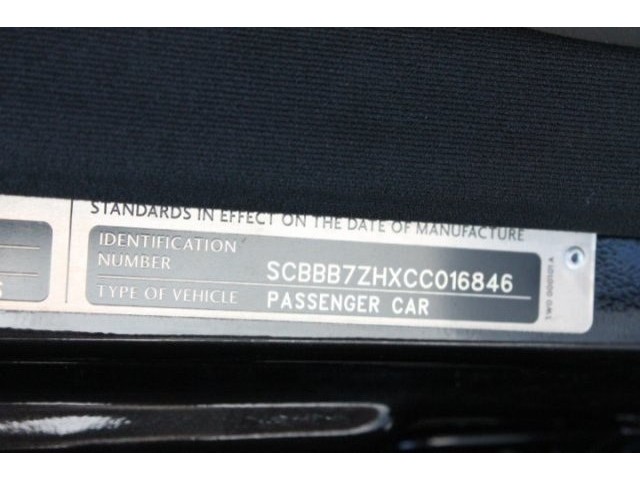 STANDARDS IN EFFECT ON THE DATE OF MANUFACTURE
IDENTIFICATION
NUMBER SCBBB7ZHXCC016846
TYPE OF VEHICLE PASSENGER CAR